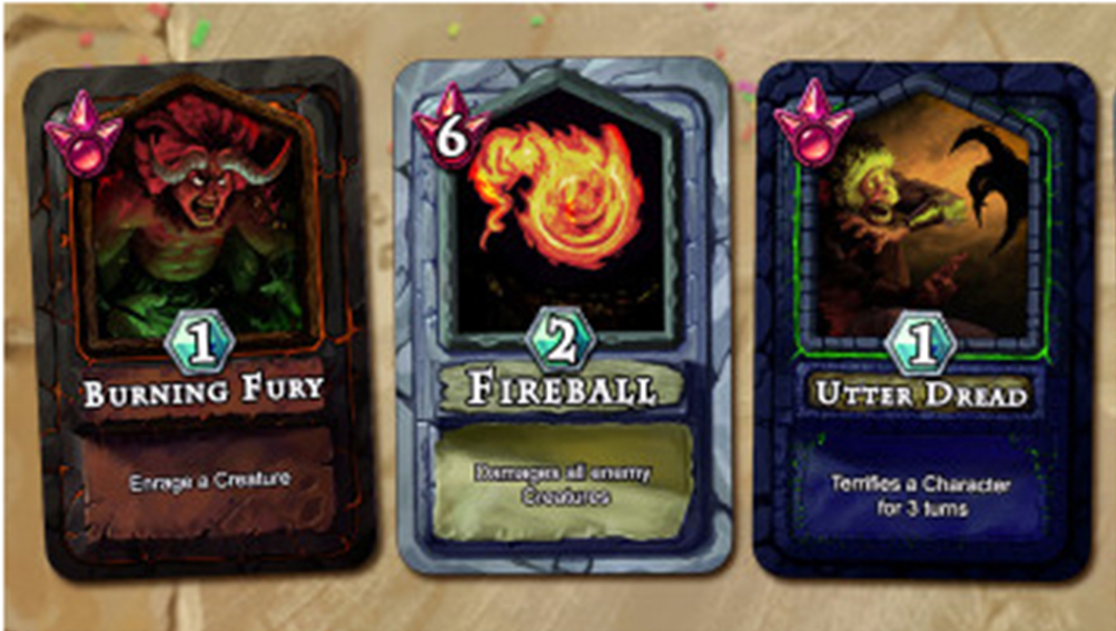 1
BURNING FURY
Enrage a Creature
6
2
FIREBALL
Damages all enemy
Creatures
1
UTTER DREAD
Terrifies a Character
for 3 turns